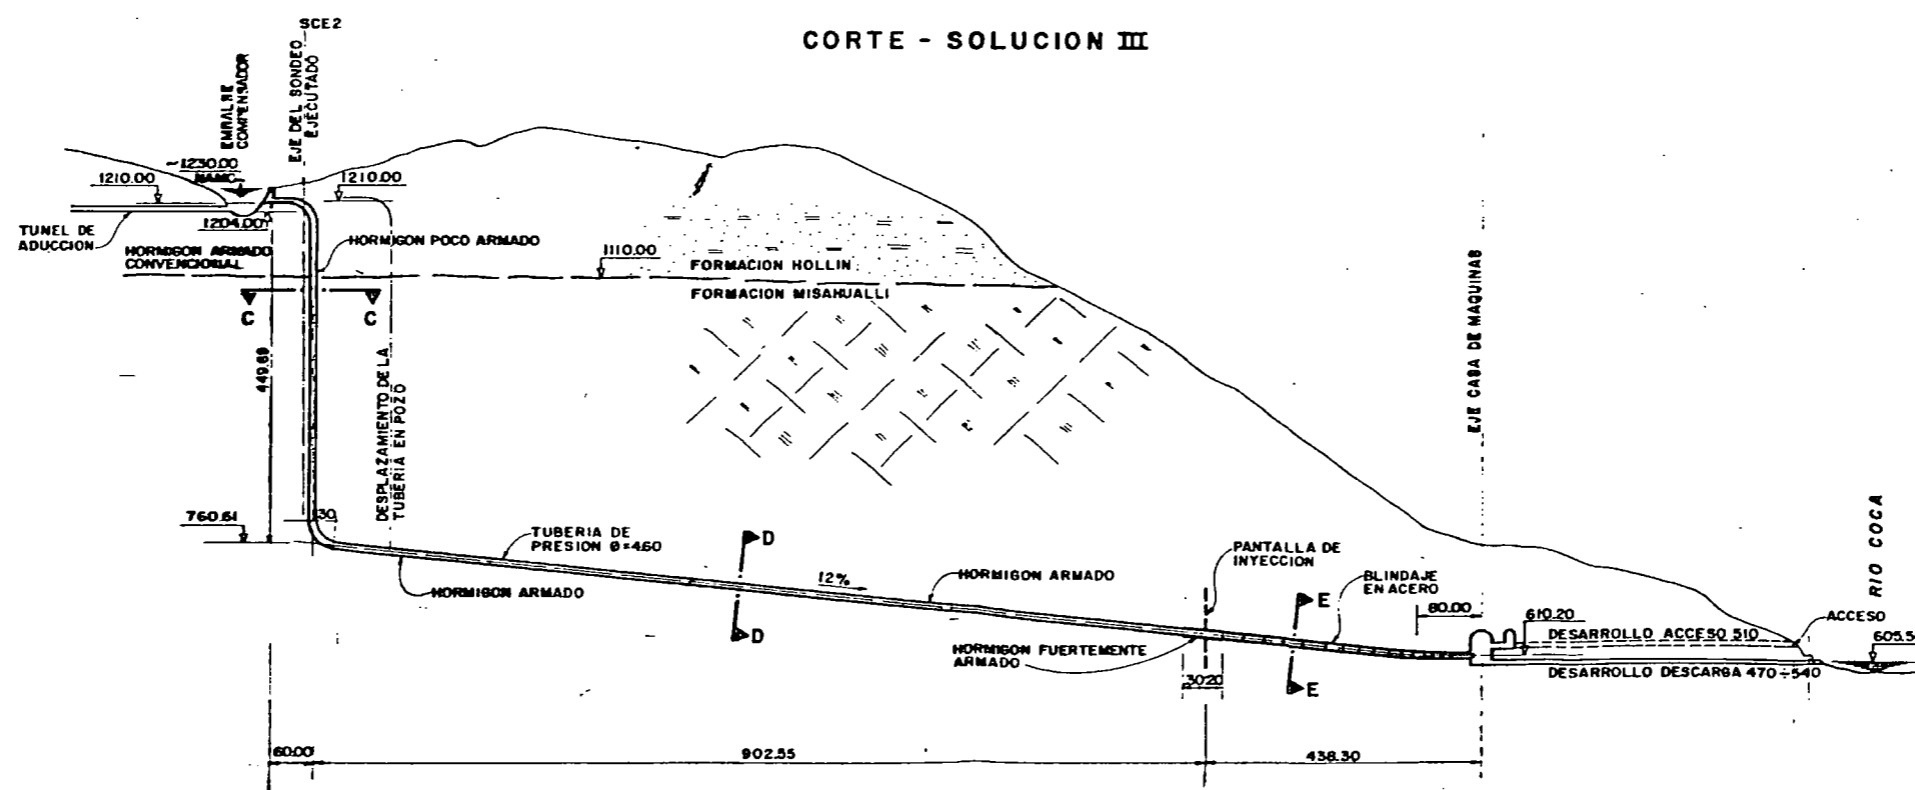 SCE2
CORTE - SOLUCION III
EMBALSE
COMPENSADOR
EJE DEL SONDEO
EJECUTADO
~1230.00
NAMC
1210.00
1210.00
1204.00
TUNEL DE
ADUCCION
HORMIGON ARMADO
CONVENCIONAL
HORMIGON POCO ARMADO
1110.00
FORMACION HOLLIN
FORMACION MISAHUALLI
C
C
449.69
DESPLAZAMIENTO DE LA
TUBERIA EN POZO
EJE CASA DE MAQUINAS
760.61
30
TUBERIA DE
PRESION Ø=4.60
HORMIGON ARMADO
D
D
12%
HORMIGON ARMADO
PANTALLA DE
INYECCION
E
E
BLINDAJE
EN ACERO
80.00
610.20
RIO COCA
ACCESO
605.5
DESARROLLO ACCESO 510
DESARROLLO DESCARGA 470÷540
HORMIGON FUERTEMENTE
ARMADO
30.20
60.00
902.55
438.30